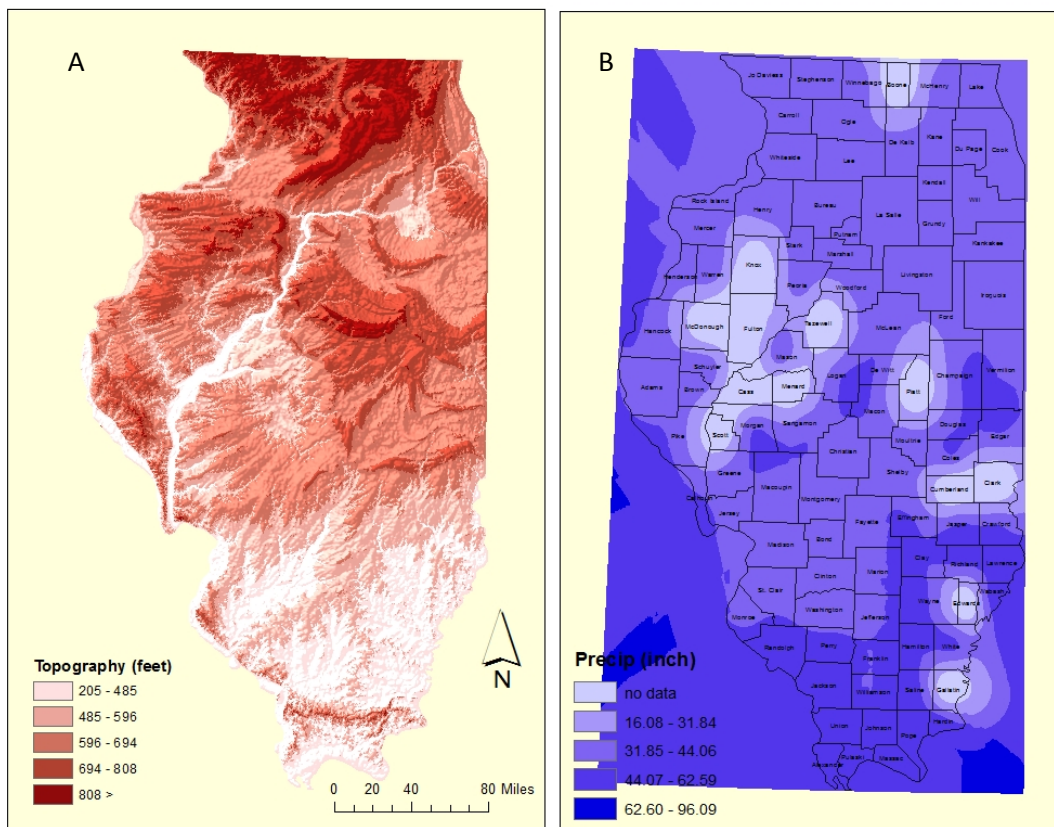 A
Topography (feet)
205 - 485
485 - 596
596 - 694
694 - 808
808 >
N
0 20 40 80 Miles
B
Jo Daviess Stephenson Winnebago Boone McHenry Lake
Carroll Ogle De Kalb Kane Du Page Cook
Whiteside Lee Kendall Will
Rock Island Henry Bureau La Salle Grundy
Mercer Stark Putnam Marshall Kankakee
Henderson Warren Knox Peoria Woodford Livingston Iroquois
Hancock McDonough Fulton Tazewell McLean Ford
Mason
Schuyler Logan De Witt Champaign Vermilion
Adams Brown Cass Menard Macon Piatt
Pike Scott Morgan Sangamon Douglas Edgar
Christian Coles
Greene Shelby Cumberland Clark
Calhoun Jersey Macoupin Montgomery
Fayette Effingham Jasper Crawford
Madison Bond
Clay Richland Lawrence
Clinton Marion
St. Clair Wayne Edwards Wabash
Monroe Washington Jefferson
Randolph Perry Hamilton White
Franklin
Jackson Williamson Saline Gallatin
Union Johnson Pope Hardin
Alexander Pulaski Massac
Precip (inch)
no data
16.08 - 31.84
31.85 - 44.06
44.07 - 62.59
62.60 - 96.09